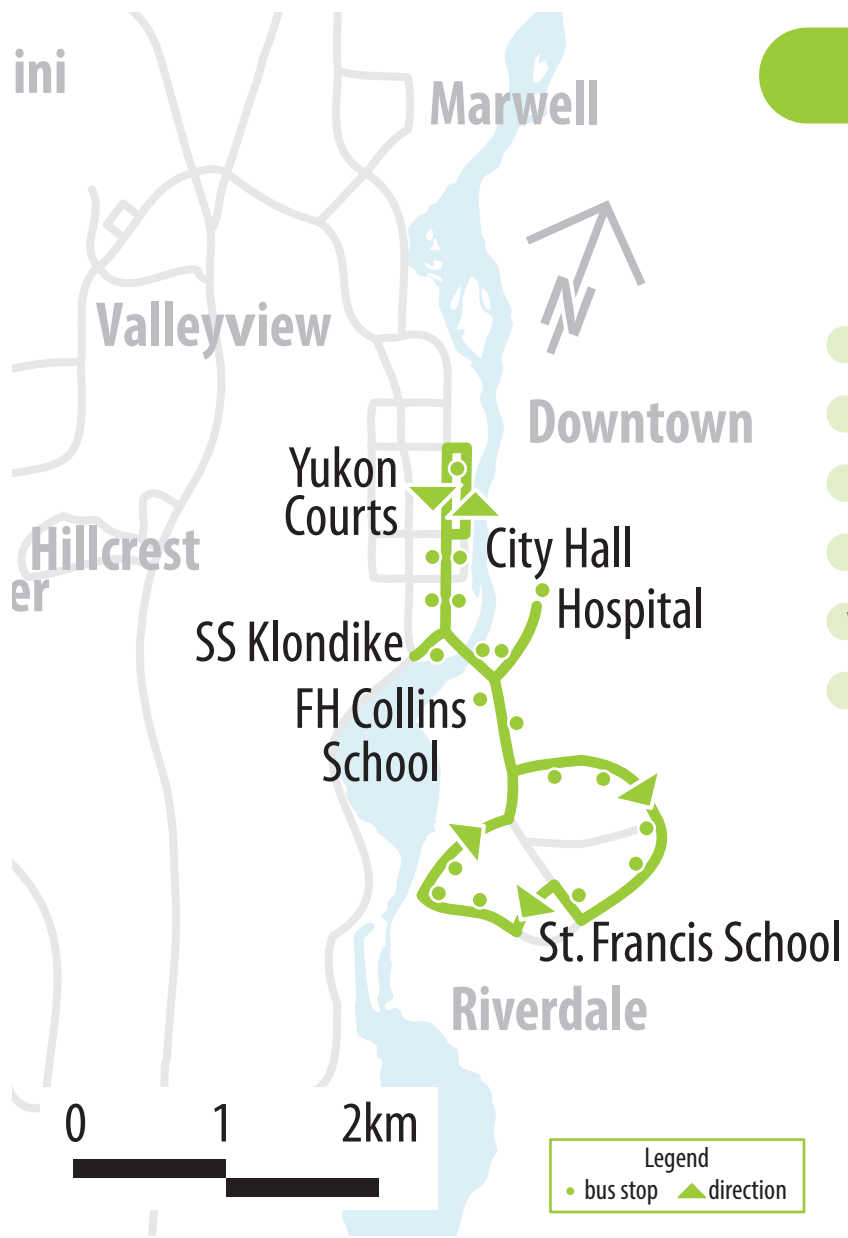 ini
Marwell
N
Valleyview
Downtown
Yukon
Courts
City Hall
Hillcrest
er
Hospital
SS Klondike
FH Collins
School
St. Francis School
Riverdale
0 1 2km
Legend
bus stop direction